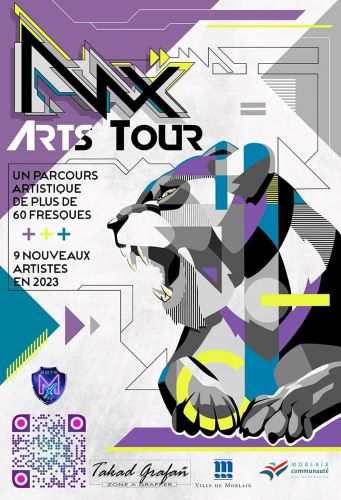 MX
ARTS TOUR
UN PARCOURS
ARTISTIQUE
DE PLUS DE
60 FRESQUES
+ + +
9 NOUVEAUX
ARTISTES
EN 2023
Takad Grafañ
ZONE A GRAFFER
VILLE DE MORLAIX
MORLAIX
communauté